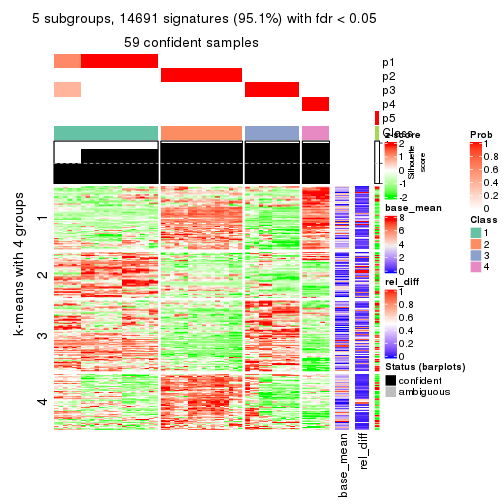 5 subgroups, 14691 signatures (95.1%) with fdr < 0.05
59 confident samples
p1
p2
p3
p4
p5
Class
k-means with 4 groups
1
2
3
4
Silhouette
score
z-score
2
1
0
-1
-2
base_mean
8
6
4
2
0
rel_diff
1
0.8
0.6
0.4
0.2
0
Status (barplots)
confident
ambiguous
Prob
1
0.8
0.6
0.4
0.2
0
Class
1
2
3
4
base_mean
rel_diff